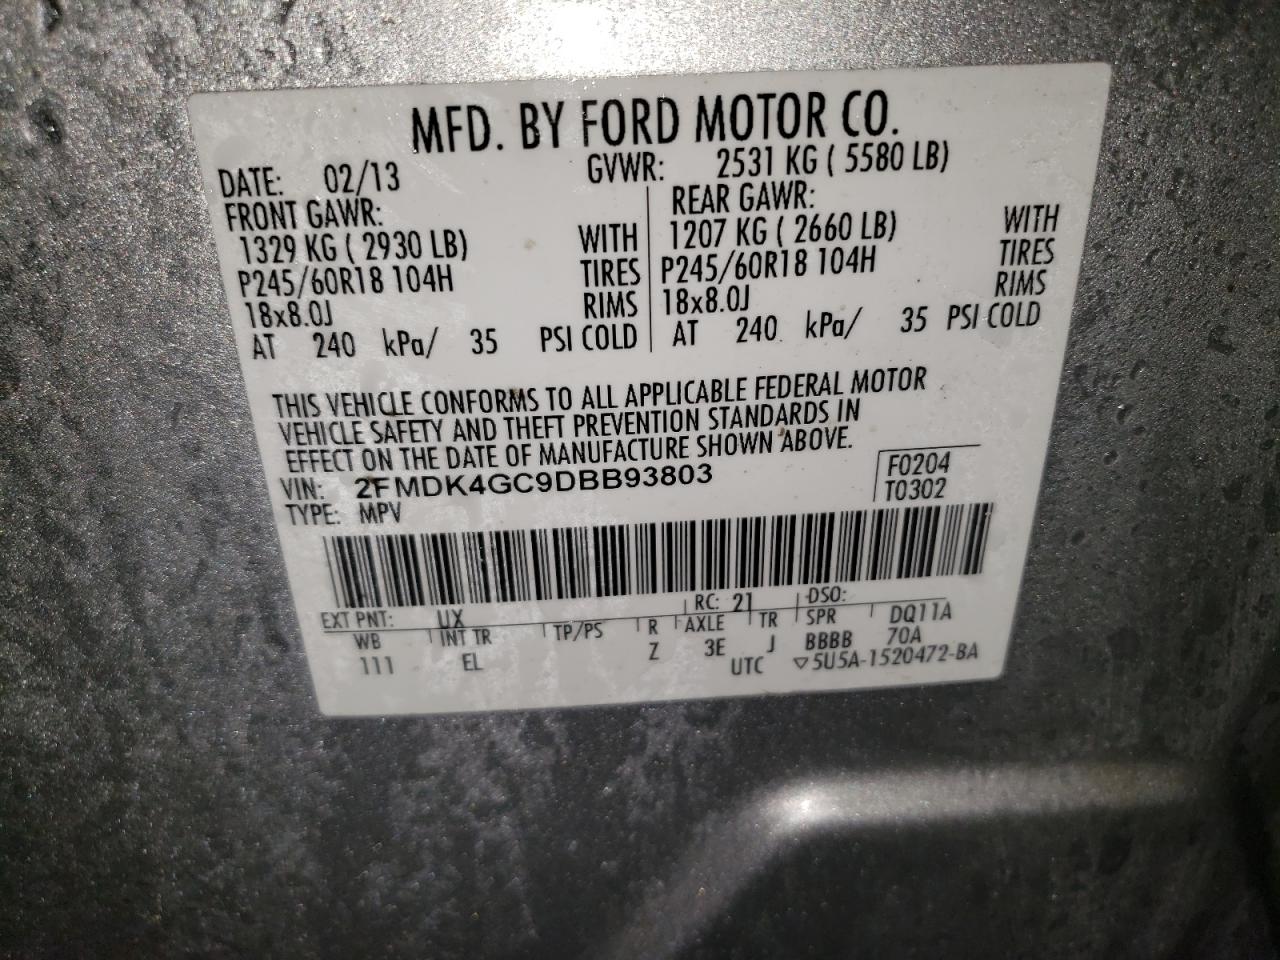 MFD. BY FORD MOTOR CO.
DATE: 02/13 GVWR: 2531 KG ( 5580 LB)
FRONT GAWR: REAR GAWR:
1329 KG ( 2930 LB) WITH 1207 KG ( 2660 LB) WITH
P245/60R18 104H TIRES P245/60R18 104H TIRES
18x8.0J RIMS 18x8.0J RIMS
AT 240 kPa/ 35 PSI COLD AT 240 kPa/ 35 PSI COLD
THIS VEHICLE CONFORMS TO ALL APPLICABLE FEDERAL MOTOR
VEHICLE SAFETY AND THEFT PREVENTION STANDARDS IN
EFFECT ON THE DATE OF MANUFACTURE SHOWN ABOVE.
VIN: 2FMDK4GC9DBB93803 F0204
TYPE: MPV T0302
EXT PNT: UX RC: 21 DSO:
WB INT TR TP/PS R AXLE TR SPR DQ11A
111 EL Z 3E J BBBB 70A
UTC ▽5U5A-1520472-BA